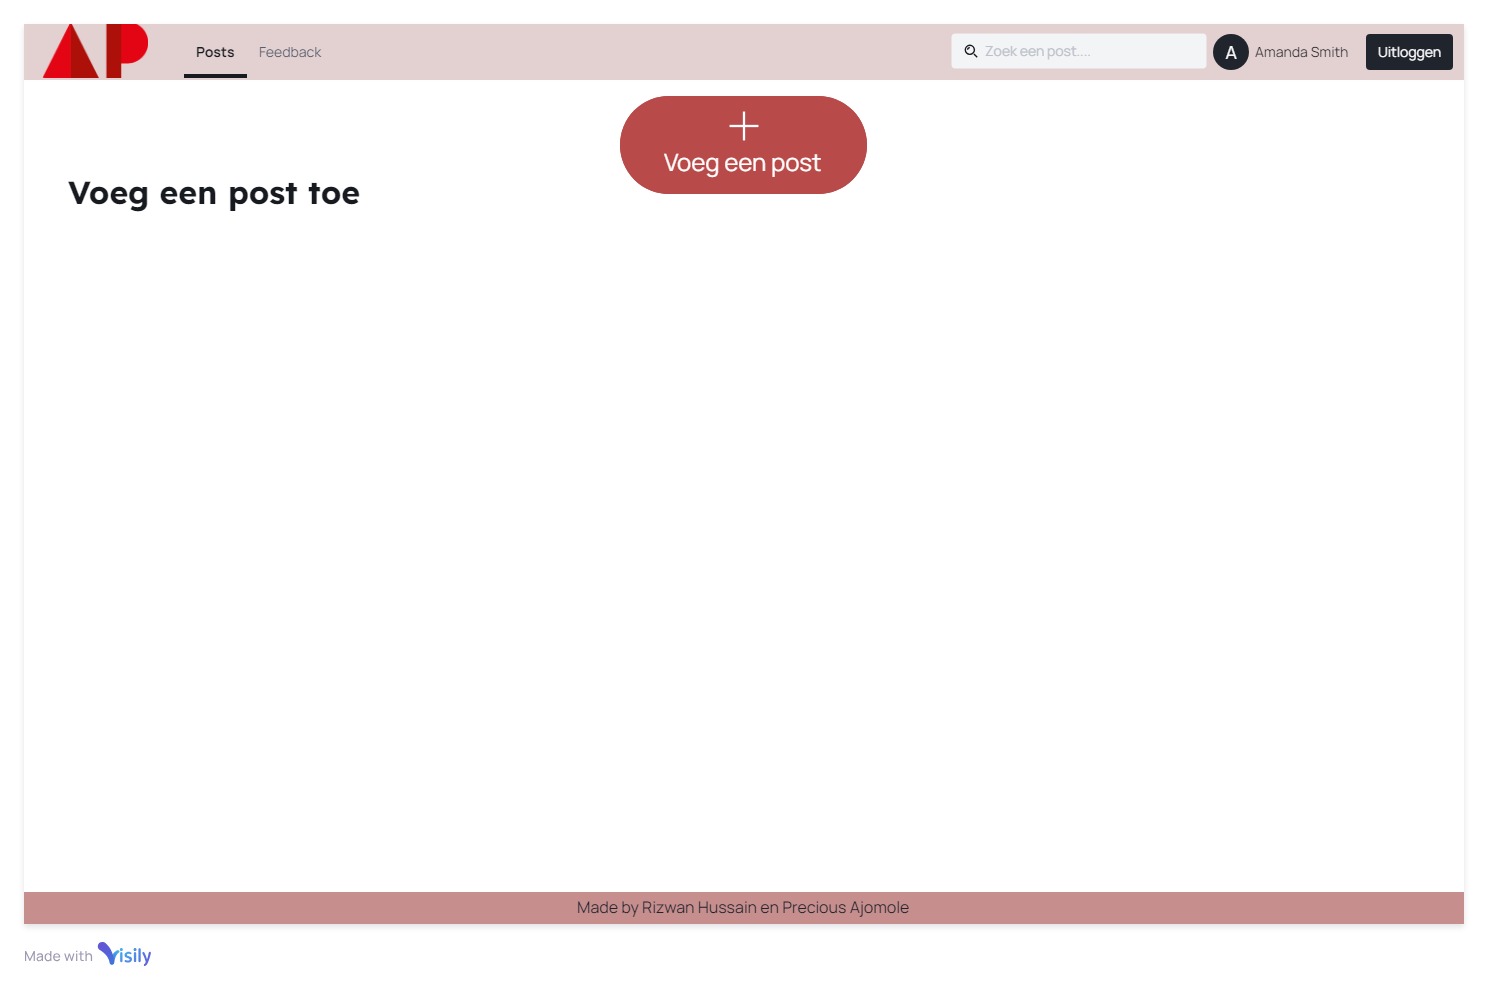 AP
Posts
Feedback
Zoek een post....
A
Amanda Smith
Uitloggen
Voeg een post
Voeg een post toe
Made by Rizwan Hussain en Precious Ajomole
Made with Visily